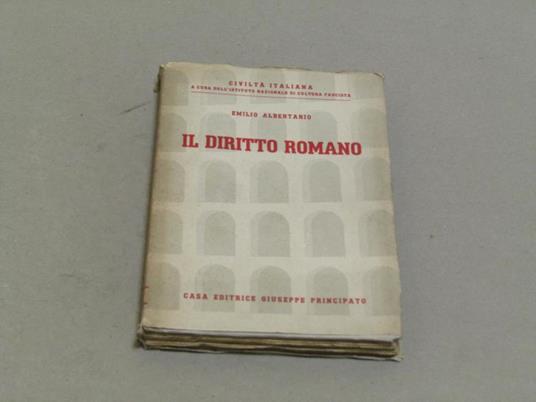 CIVILTÀ ITALIANA
A CURA DELL'ISTITUTO NAZIONALE DI CULTURA FASCISTA
EMILIO ALBERTARIO
IL DIRITTO ROMANO
CASA EDITRICE GIUSEPPE PRINCIPATO